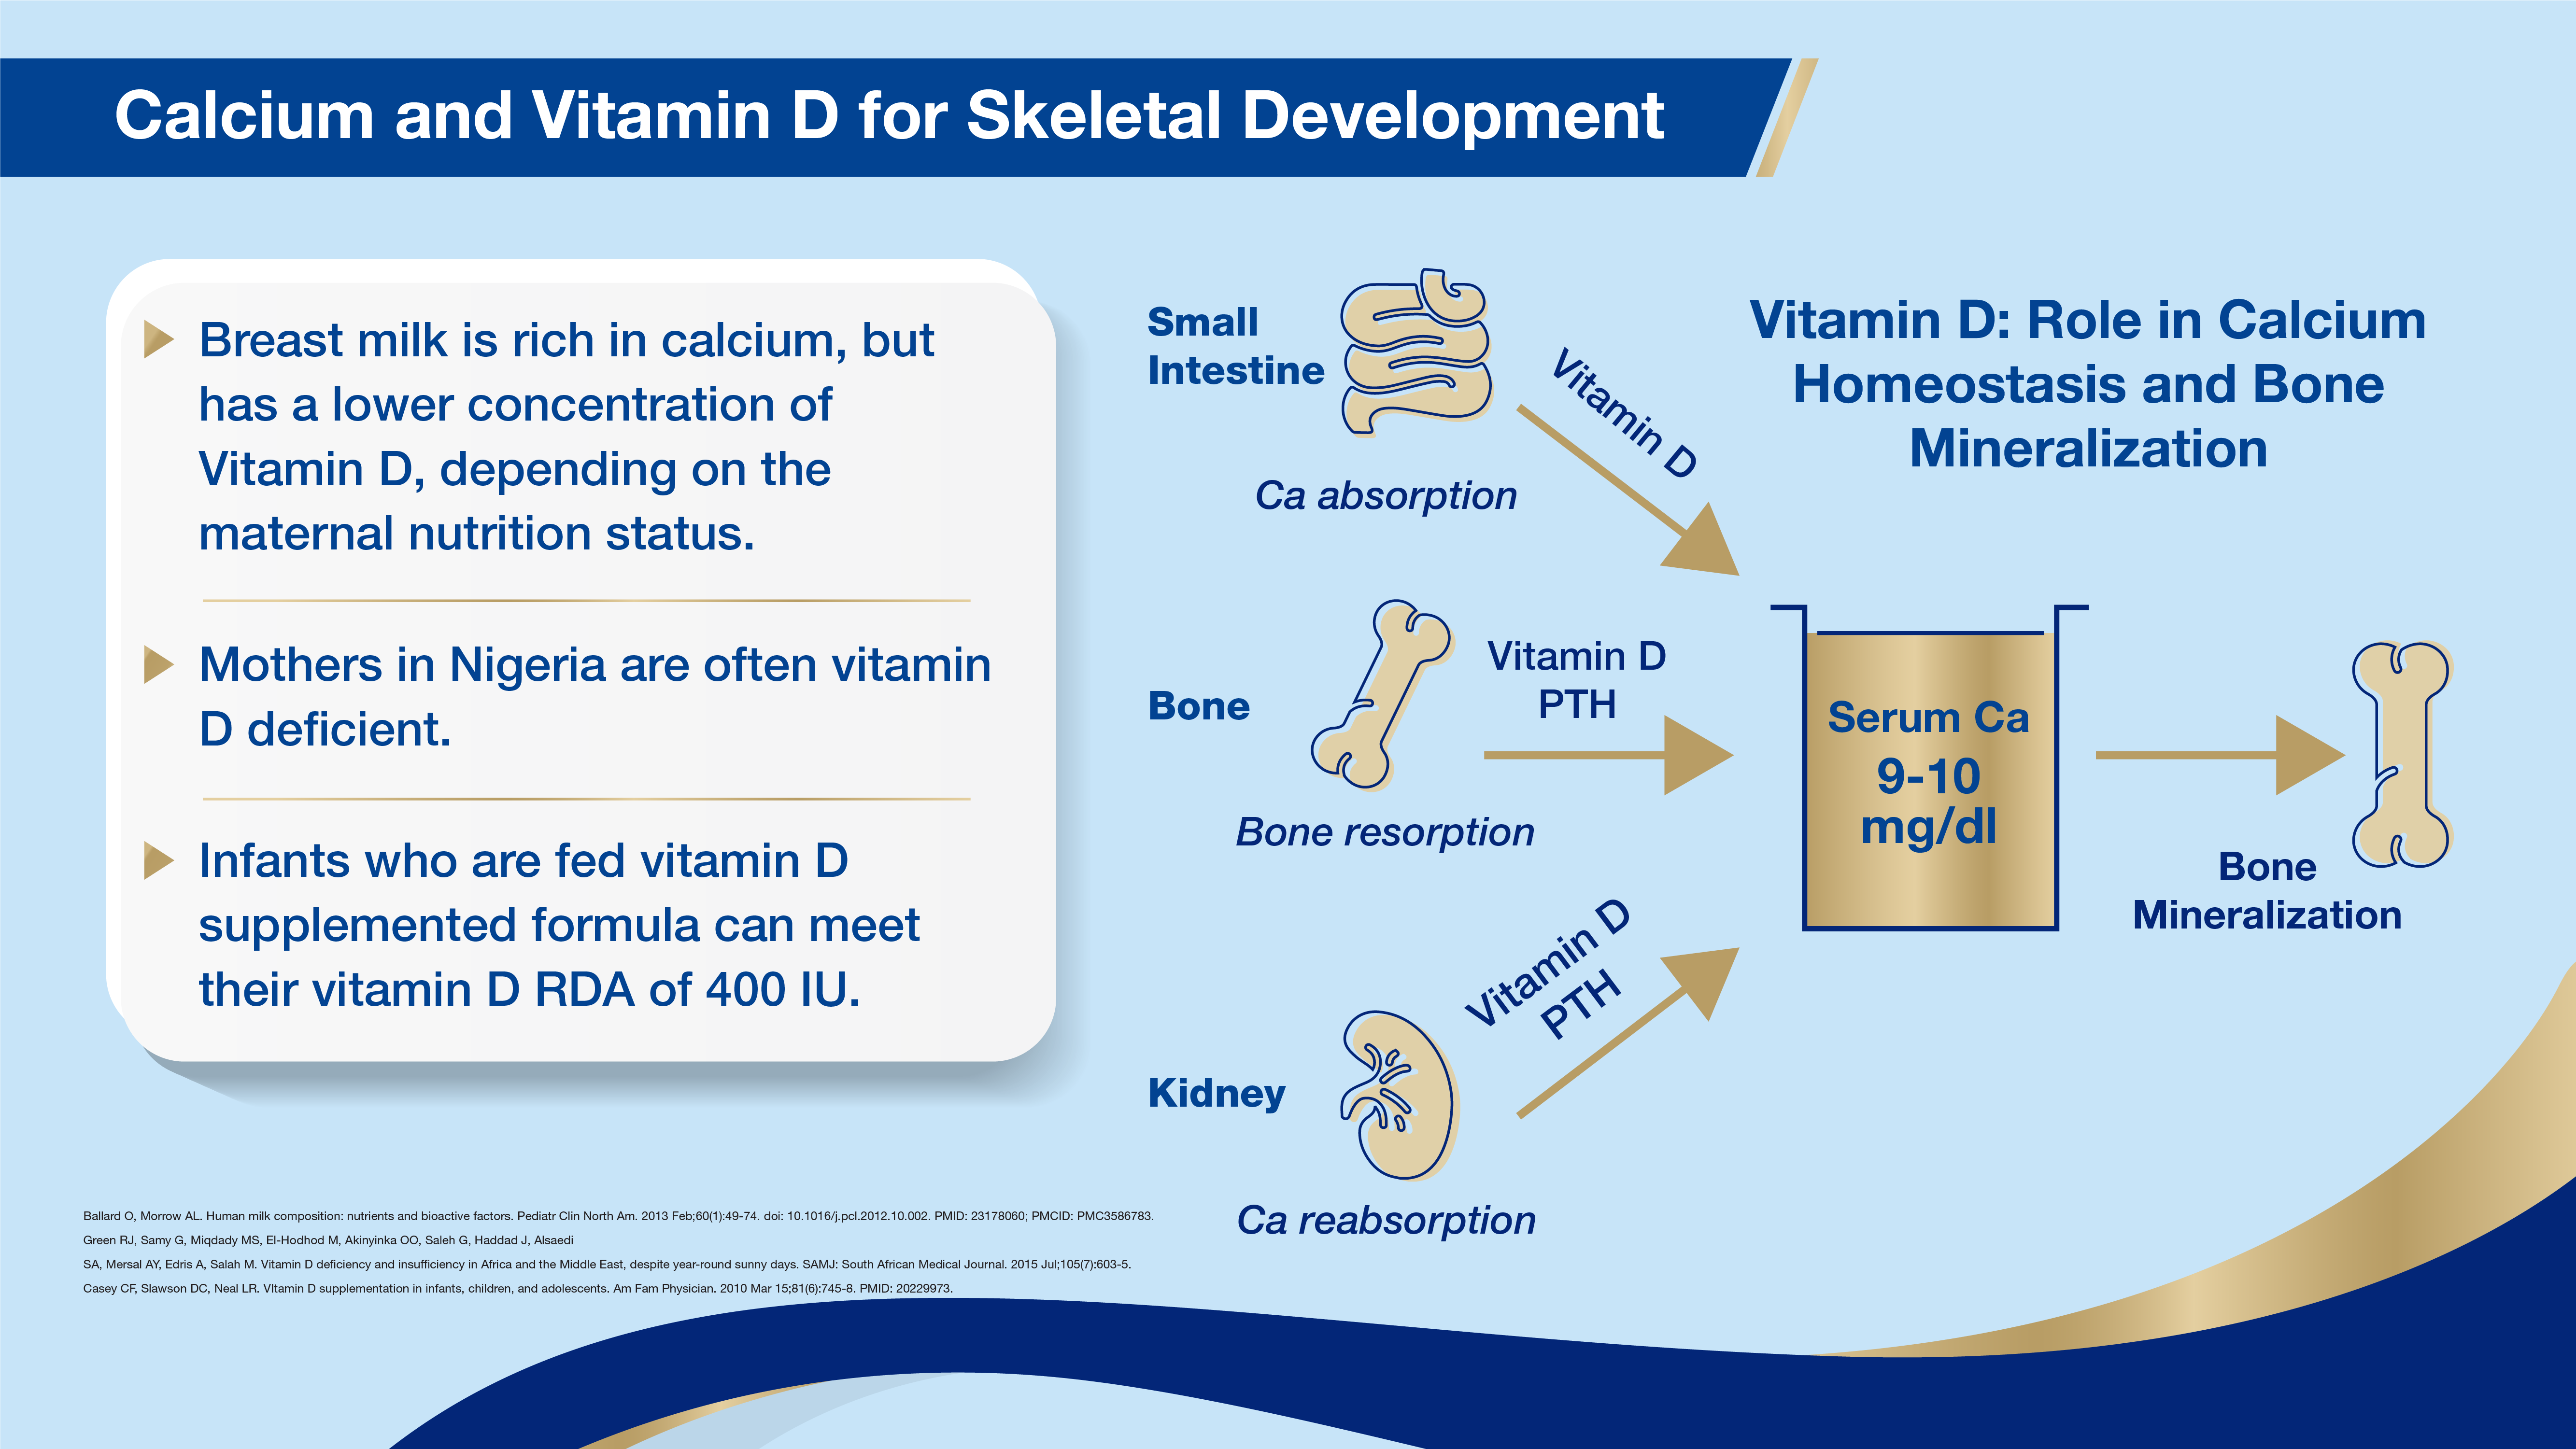 Calcium and Vitamin D for Skeletal Development
Breast milk is rich in calcium, but
has a lower concentration of
Vitamin D, depending on the
maternal nutrition status.
Mothers in Nigeria are often vitamin
D deficient.
Infants who are fed vitamin D
supplemented formula can meet
their vitamin D RDA of 400 IU.
Vitamin D: Role in Calcium
Homeostasis and Bone
Mineralization
Small
Intestine
Vitamin D
Ca absorption
Bone
Vitamin D
PTH
Bone resorption
Kidney
Vitamin D
PTH
Ca reabsorption
Serum Ca
9-10
mg/dl
Bone
Mineralization
Ballard O, Morrow AL. Human milk composition: nutrients and bioactive factors. Pediatr Clin North Am. 2013 Feb;60(1):49-74. doi: 10.1016/j.pcl.2012.10.002. PMID: 23178060; PMCID: PMC3586783.
Green RJ, Samy G, Miqdady MS, El-Hodhod M, Akinyinka OO, Saleh G, Haddad J, Alsaedi
SA, Mersal AY, Edris A, Salah M. Vitamin D deficiency and insufficiency in Africa and the Middle East, despite year-round sunny days. SAMJ: South African Medical Journal. 2015 Jul;105(7):603-5.
Casey CF, Slawson DC, Neal LR. VItamin D supplementation in infants, children, and adolescents. Am Fam Physician. 2010 Mar 15;81(6):745-8. PMID: 20229973.